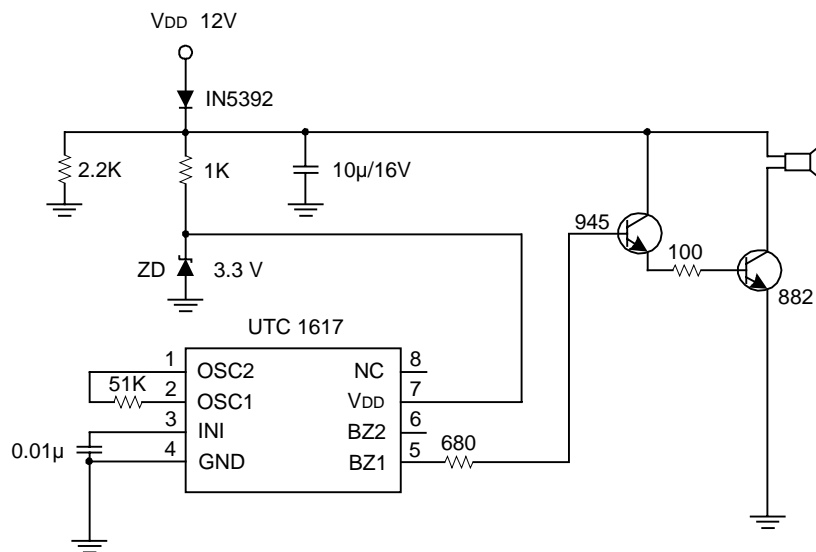 VDD 12V
IN5392
2.2K
1K
10µ/16V
945
100
ZD
3.3 V
882
UTC 1617
1
OSC2
NC
8
51K
2
OSC1
VDD
7
3
INI
BZ2
6
680
0.01µ
4
GND
BZ1
5